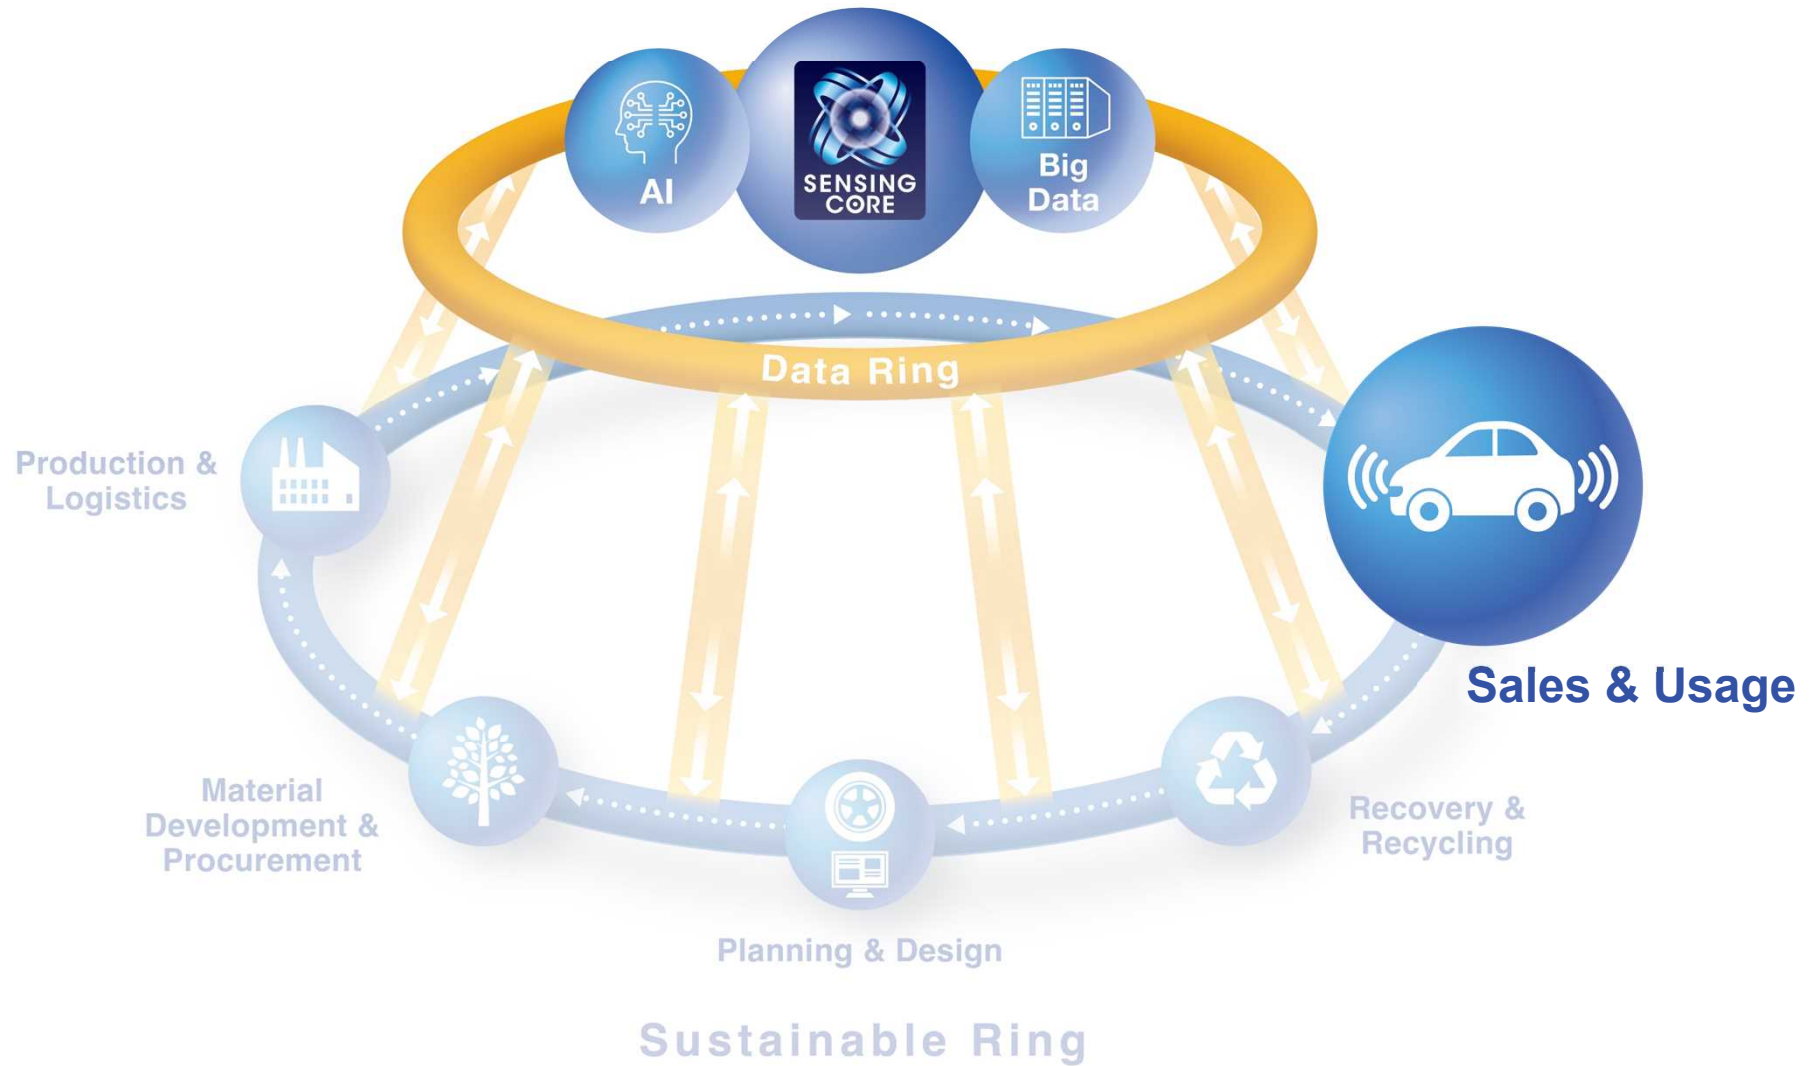 AI
SENSING
CORE
Big
Data
Data Ring
Production &
Logistics
Sales & Usage
Material
Development &
Procurement
Recovery &
Recycling
Planning & Design
Sustainable Ring